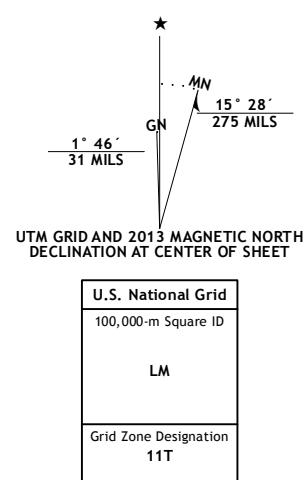 ★
MN
GN
15° 28´
275 MILS
1° 46´
31 MILS
UTM GRID AND 2013 MAGNETIC NORTH
DECLINATION AT CENTER OF SHEET
U.S. National Grid
100,000-m Square ID
LM
Grid Zone Designation
11T